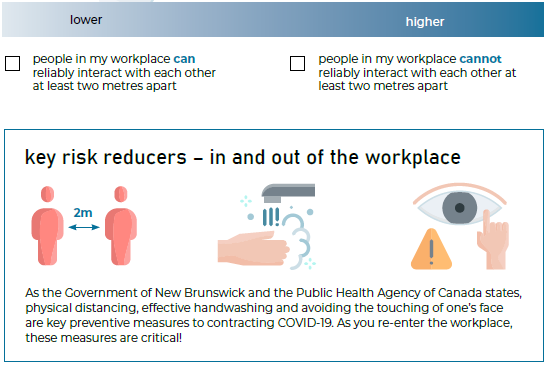 lower
higher
people in my workplace can
reliably interact with each other
at least two metres apart
people in my workplace cannot
reliably interact with each other at
least two metres apart
key risk reducers – in and out of the workplace
2m
As the Government of New Brunswick and the Public Health Agency of Canada states,
physical distancing, effective handwashing and avoiding the touching of one's face
are key preventive measures to contracting COVID-19. As you re-enter the workplace,
these measures are critical!